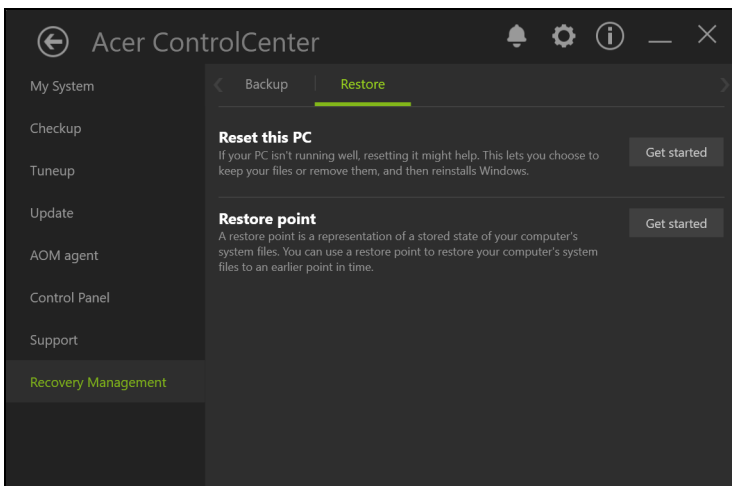 Acer ControlCenter
My System
Backup
Restore
Checkup
Reset this PC
If your PC isn't running well, resetting it might help. This lets you choose to
keep your files or remove them, and then reinstalls Windows.
Get started
Tuneup
Update
Restore point
A restore point is a representation of a stored state of your computer's
system files. You can use a restore point to restore your computer's system
files to an earlier point in time.
Get started
AOM agent
Control Panel
Support
Recovery Management